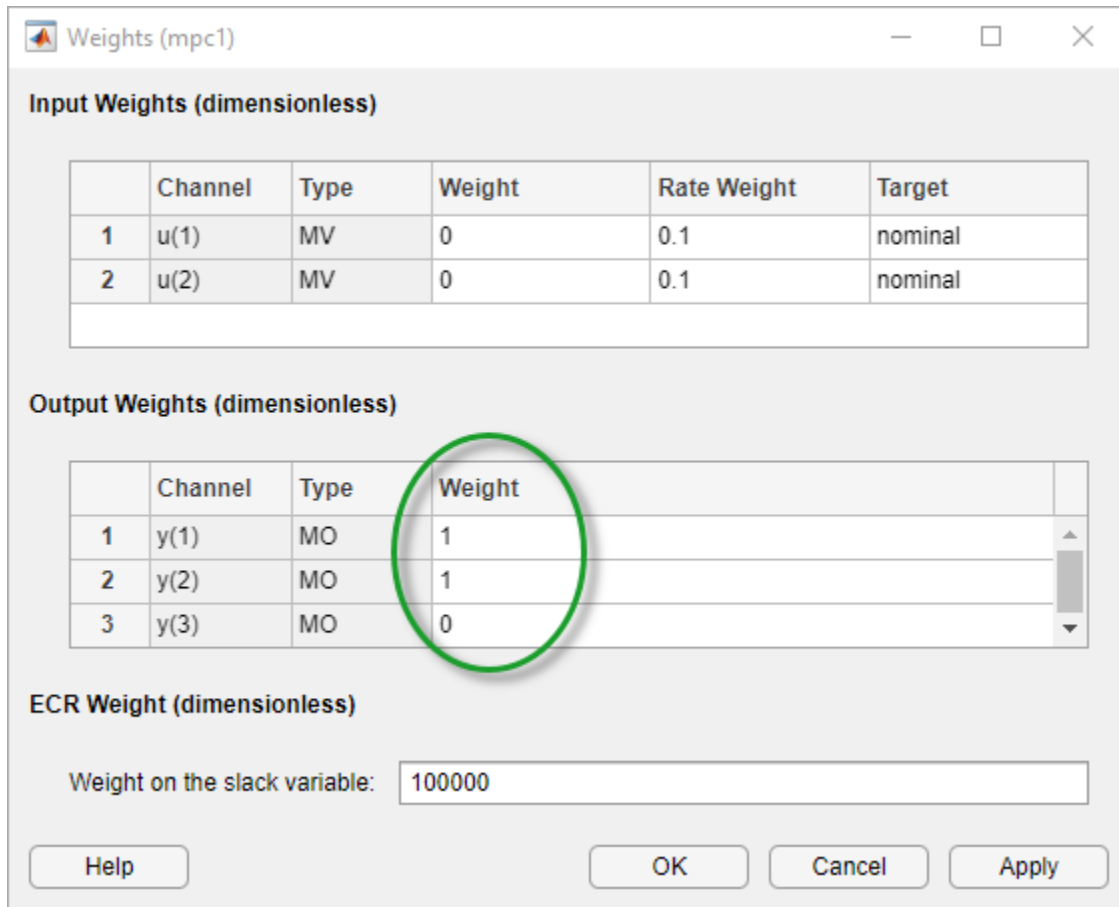 Weights (mpc1)
Input Weights (dimensionless)
Channel Type Weight Rate Weight Target
1 u(1) MV 0 0.1 nominal
2 u(2) MV 0 0.1 nominal
Output Weights (dimensionless)
Channel Type Weight
1 y(1) MO 1
2 y(2) MO 1
3 y(3) MO 0
ECR Weight (dimensionless)
Weight on the slack variable: 100000
Help OK Cancel Apply